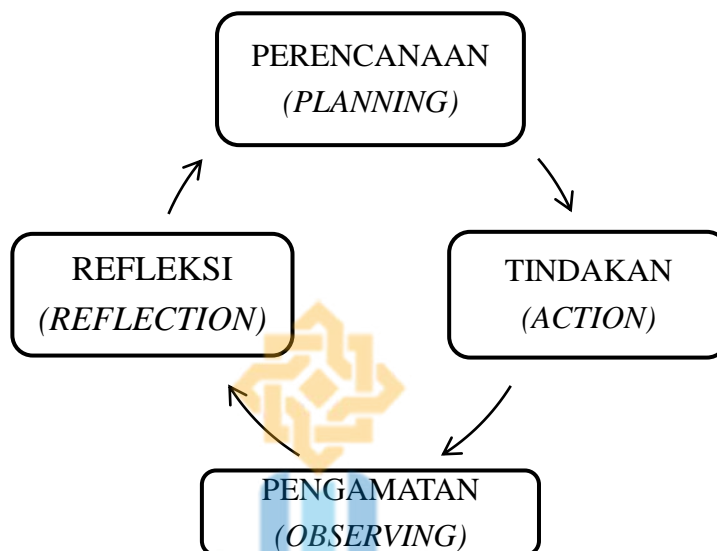 PERENCANAAN
(PLANNING)
TINDAKAN
(ACTION)
PENGAMATAN
(OBSERVING)
REFLEKSI
(REFLECTION)